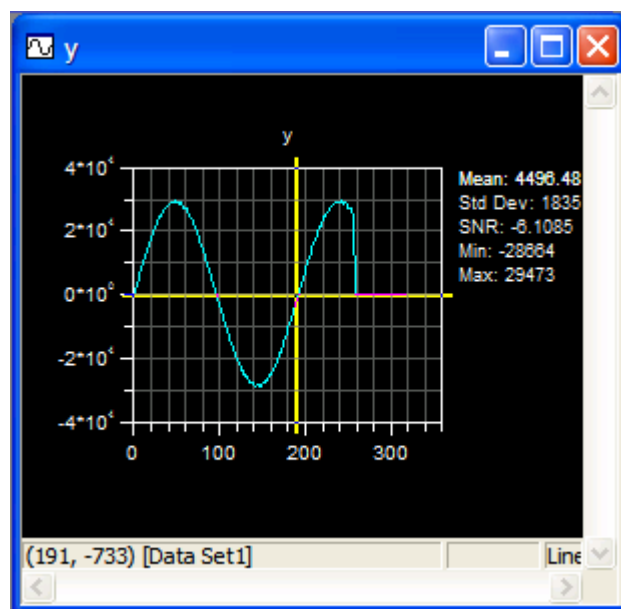 y
y
4*10⁴
2*10⁴
0*10⁰
-2*10⁴
-4*10⁴
0 100 200 300
Mean: 4496.48
Std Dev: 1835
SNR: -6.1085
Min: -28664
Max: 29473
(191, -733) [Data Set1]
Line